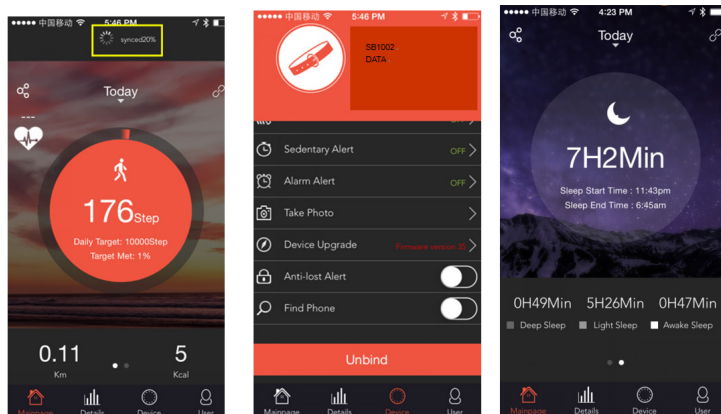 中国移动 5:46 PM
synced20%
Today
---
176Step
Daily Target: 10000Step
Target Met: 1%
0.11
Km
5
Kcal
Mainpage
Details
Device
User
中国移动 5:46 PM
SB1002
DATA
OFF
Sedentary Alert OFF
Alarm Alert OFF
Take Photo
Device Upgrade Firmware version 35
Anti-lost Alert
Find Phone
Unbind
Mainpage
Details
Device
User
中国移动 4:23 PM
Today
7H2Min
Sleep Start Time : 11:43pm
Sleep End Time : 6:45am
0H49Min 5H26Min 0H47Min
Deep Sleep Light Sleep Awake Sleep
Mainpage
Details
Device
User